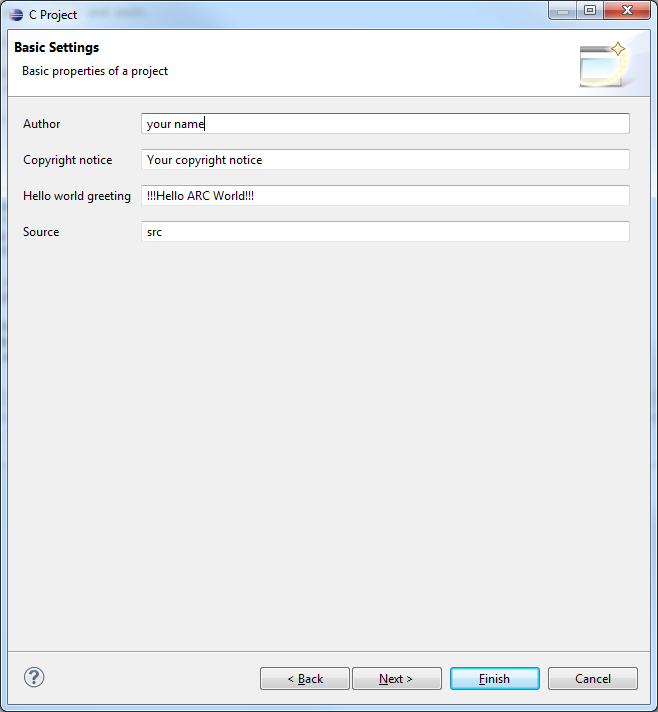 C Project
Basic Settings
Basic properties of a project
Author your name
Copyright notice Your copyright notice
Hello world greeting !!!Hello ARC World!!!
Source src
?
< Back Next > Finish Cancel